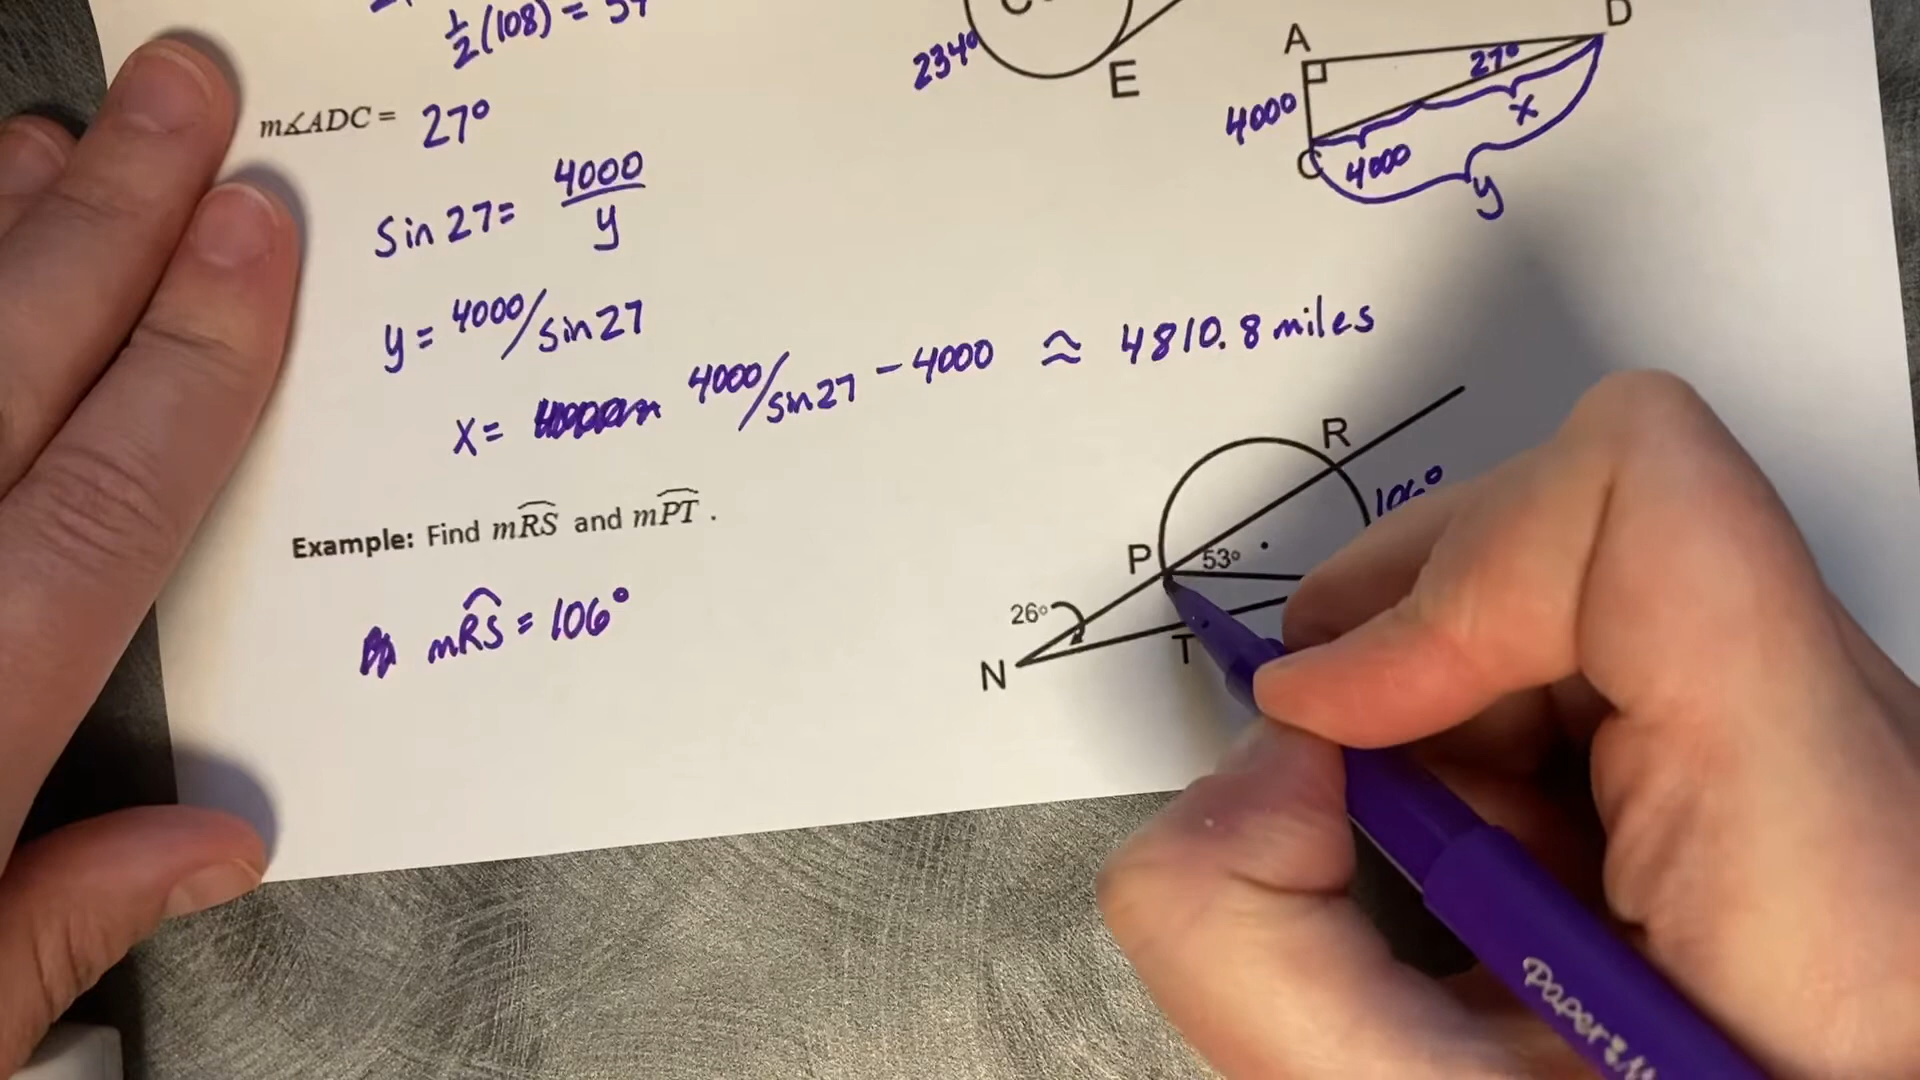 ½(108) = 54
234°
E
m∡ADC = 27°
A
D
27°
4000
C
4000
x
y
sin 27 = 4000/y
y = 4000/sin27
x = 4000/sin27 - 4000 ≈ 4810.8 miles
Example: Find mRS and mPT .
mRS = 106°
R
106°
P
53°
26°
N
T